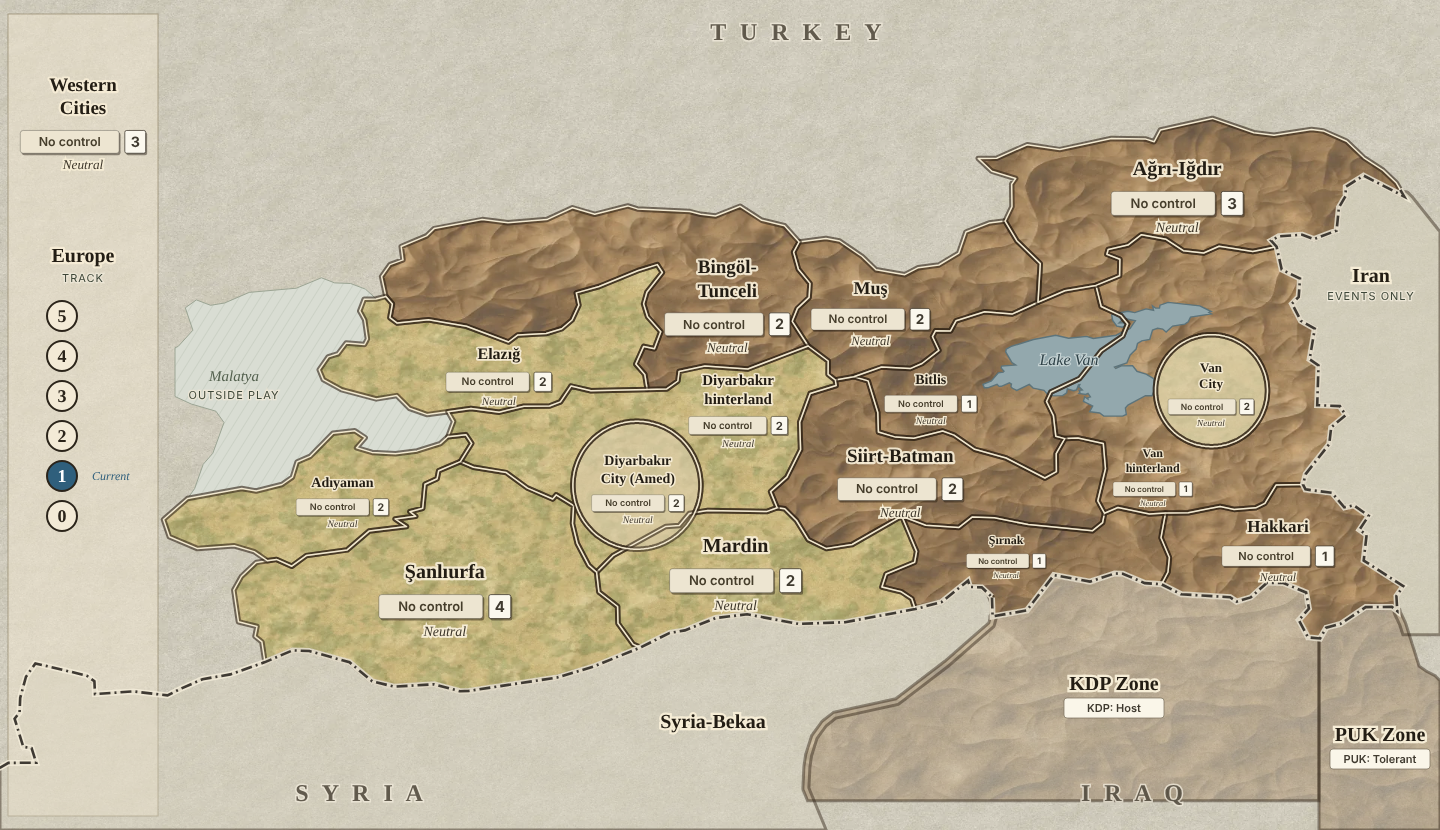 TURKEY
Western
Cities
No control 3
Neutral
Europe
TRACK
5
4
3
2
1 Current
0
Malatya
OUTSIDE PLAY
Ağrı-Iğdır
No control 3
Neutral
Iran
EVENTS ONLY
Bingöl-
Tunceli
No control 2
Neutral
Muş
No control 2
Neutral
Elazığ
No control 2
Neutral
Lake Van
Van
City
No control 2
Neutral
Diyarbakır
hinterland
No control 2
Neutral
Bitlis
No control 1
Neutral
Diyarbakır
City (Amed)
No control 2
Neutral
Siirt-Batman
No control 2
Neutral
Van
hinterland
No control 1
Neutral
Adıyaman
No control 2
Neutral
Mardin
No control 2
Neutral
Şırnak
No control 1
Neutral
Hakkari
No control 1
Neutral
Şanlıurfa
No control 4
Neutral
Syria-Bekaa
KDP Zone
KDP: Host
PUK Zone
PUK: Tolerant
SYRIA
IRAQ